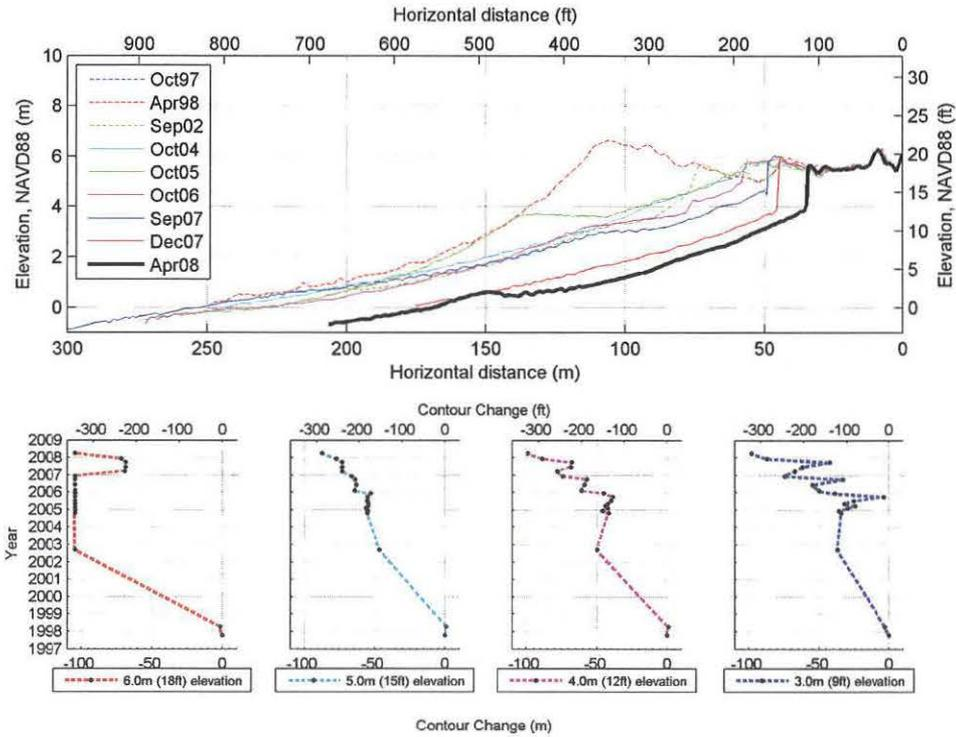 Horizontal distance (ft)
900 800 700 600 500 400 300 200 100 0
Elevation, NAVD88 (m)
10
8
6
4
2
0
Oct97
Apr98
Sep02
Oct04
Oct05
Oct06
Sep07
Dec07
Apr08
30
25
20
15
10
5
0
Elevation, NAVD88 (ft)
300 250 200 150 100 50 0
Horizontal distance (m)
Contour Change (ft)
-300 -200 -100 0
-300 -200 -100 0
-300 -200 -100 0
-300 -200 -100 0
Year
2009
2008
2007
2006
2005
2004
2003
2002
2001
2000
1999
1998
1997
-100 -50 0
-100 -50 0
-100 -50 0
-100 -50 0
6.0m (18ft) elevation
5.0m (15ft) elevation
4.0m (12ft) elevation
3.0m (9ft) elevation
Contour Change (m)